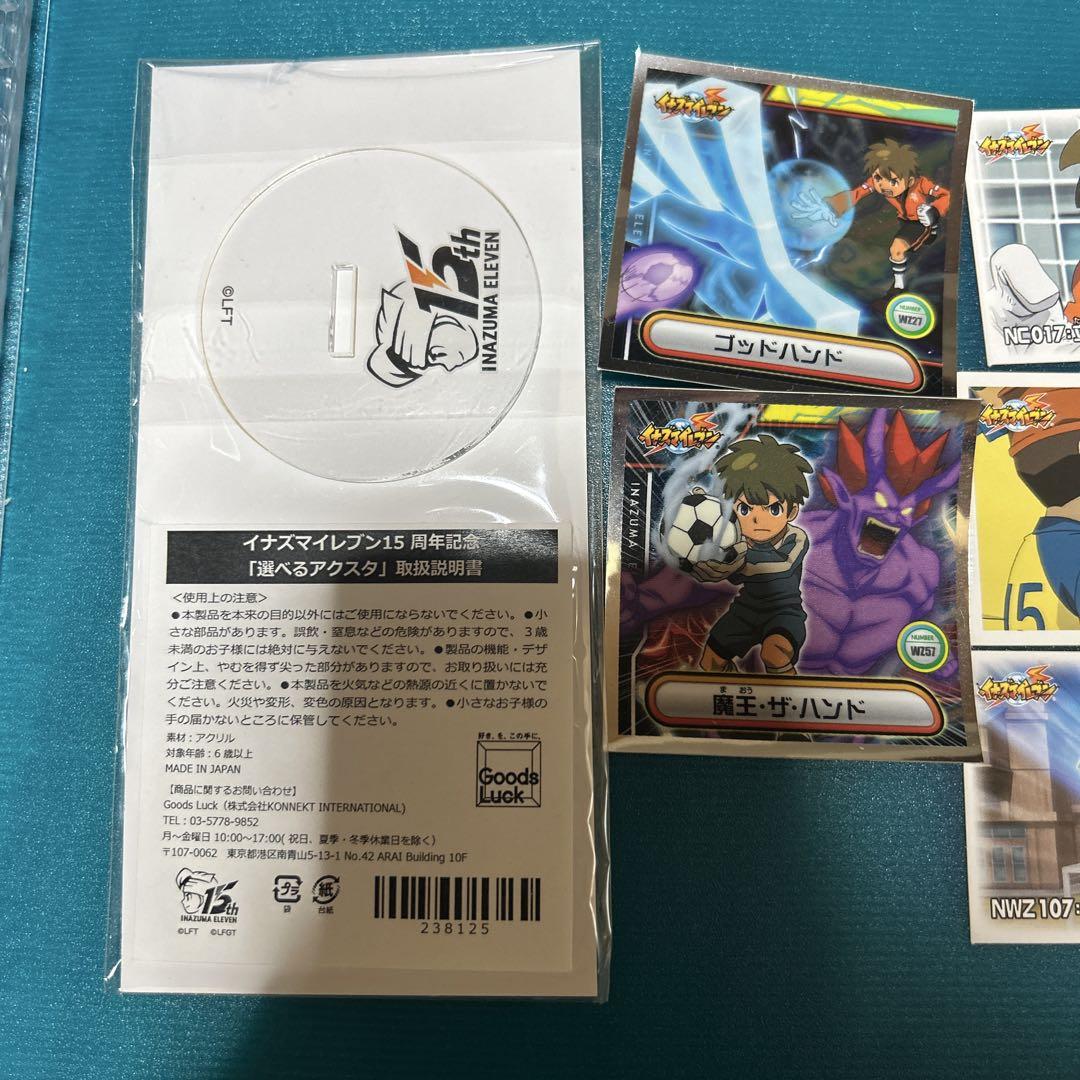 15th
INAZUMA ELEVEN
©LFT
イナズマイレブン15 周年記念
「選べるアクスタ」取扱説明書
＜使用上の注意＞
●本製品を本来の目的以外にはご使用にならないでください。●小
さな部品があります。誤飲・窒息などの危険がありますので、３歳
未満のお子様には絶対に与えないでください。●製品の機能・デザ
イン上、やむを得ず尖った部分がありますので、お取り扱いには充
分ご注意ください。●本製品を火気などの熱源の近くに置かないで
ください。火災や変形、変色の原因となります。●小さなお子様の
手の届かないところに保管してください。
素材：アクリル
対象年齢：6 歳以上
MADE IN JAPAN
好き、を、この手に。
Goods
Luck
【商品に関するお問い合わせ】
Goods Luck（株式会社KONNEKT INTERNATIONAL)
TEL：03-5778-9852
月～金曜日 10:00～17:00( 祝日、夏季・冬季休業日を除く）
〒107-0062 東京都港区南青山5-13-1 No.42 ARAI Building 10F
15th
INAZUMA ELEVEN
©LFT ©LFGT
プラ
袋
紙
台紙
238125
イナズマイレブン
ELE
NUMBER
WZ27
ゴッドハンド
イナズマイレブン
INAZUMA E
NUMBER
WZ57
まおう
魔王・ザ・ハンド
イナズマイレブン
NC017:
イナズマイレブン
15
イナズマイレブン
NWZ 107: